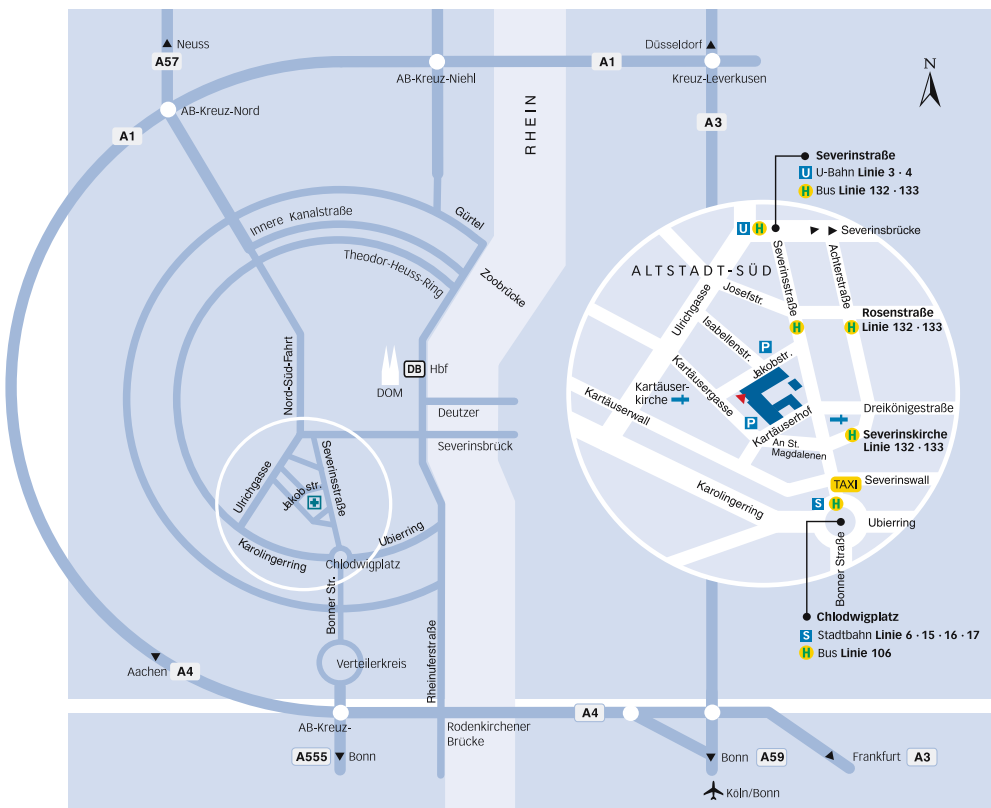 Neuss
A57
AB-Kreuz-Nord
A1
AB-Kreuz-Niehl
A1
Düsseldorf
Kreuz-Leverkusen
A3
N
RHEIN
Innere Kanalstraße
Theodor-Heuss-Ring
Gürtel
Zoobrücke
Nord-Süd-Fahrt
DOM
DB Hbf
Deutzer
Severinsbrück
Ulrichgasse
Jakobstr.
Severinsstraße
Karolingerring
Ubierring
Chlodwigplatz
Bonner Str.
Verteilerkreis
Rheinuferstraße
Aachen A4
AB-Kreuz-
A555 Bonn
Rodenkirchener
Brücke
A4
Bonn A59
Köln/Bonn
Frankfurt A3
Severinstraße
U U-Bahn Linie 3 · 4
H Bus Linie 132 · 133
U H
Severinsbrücke
ALTSTADT-SÜD
Severinsstraße
Achterstraße
Josefstr.
Ulrichgasse
Isabellenstr.
H
H
Rosenstraße
Linie 132 · 133
P
Jakobstr.
Kartäusergasse
Kartäuser-
kirche
Kartäuserwall
P
Kartäuserhof
Dreikönigestraße
An St.
Magdalenen
H
Severinskirche
Linie 132 · 133
TAXI
Severinswall
Karolingerring
S H
Ubierring
Bonner Straße
Chlodwigplatz
S Stadtbahn Linie 6 · 15 · 16 · 17
H Bus Linie 106